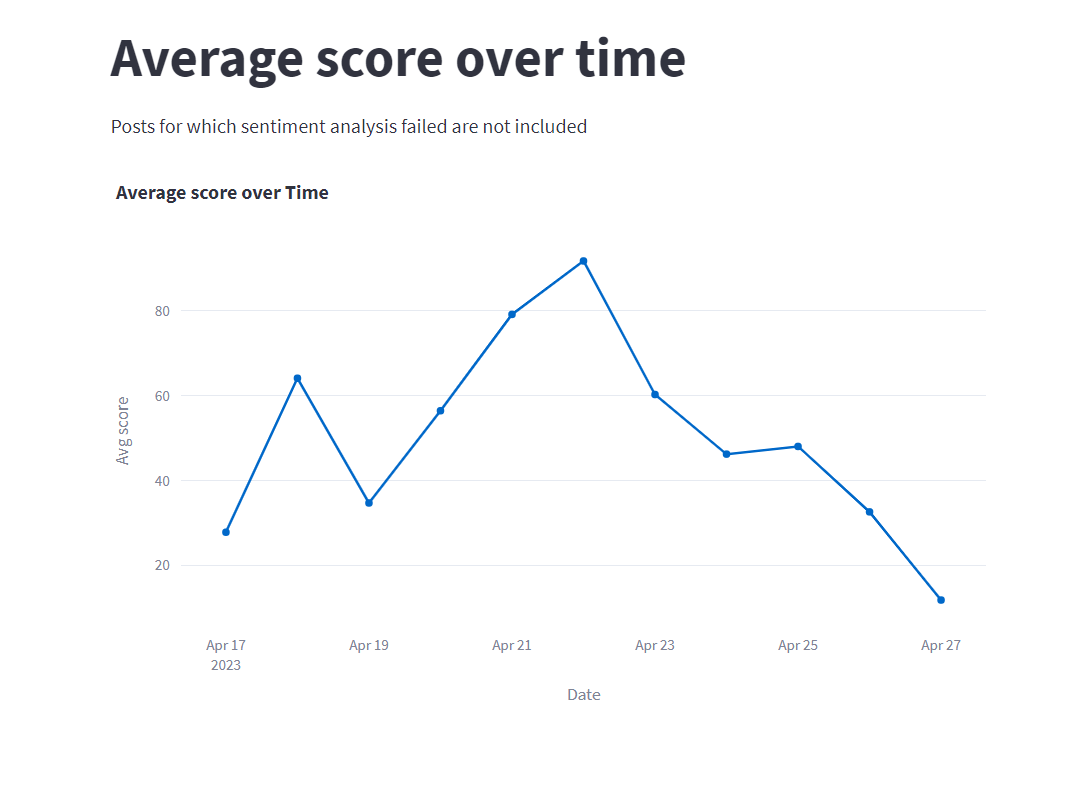 Average score over time
Posts for which sentiment analysis failed are not included
Average score over Time
80
60
40
20
Avg score
Apr 17 Apr 19 Apr 21 Apr 23 Apr 25 Apr 27
2023
Date